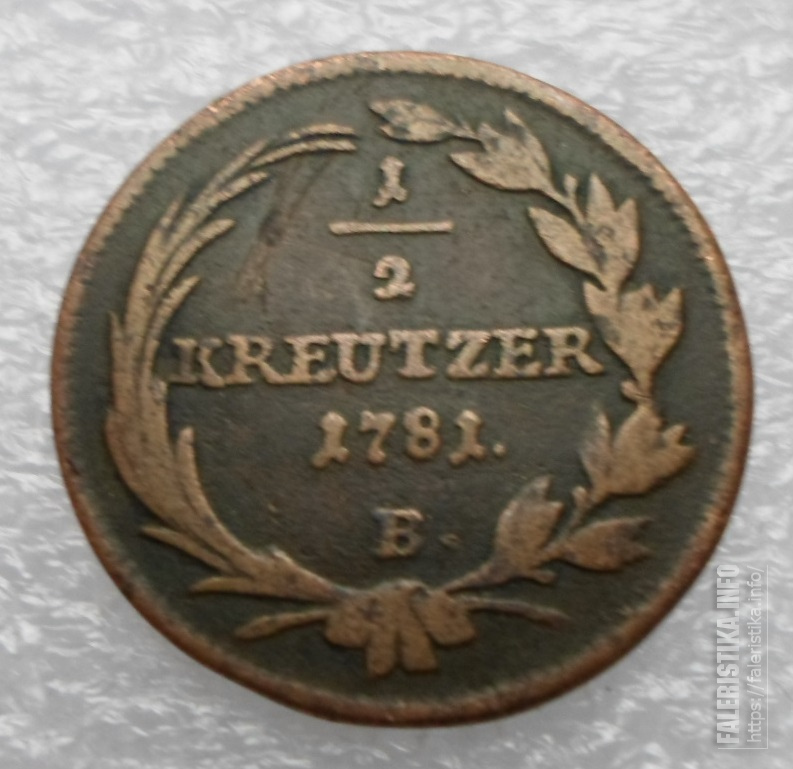 1
2
KREUTZER
1781.
B.
FALERISTIKA.INFO
https://faleristika.info/